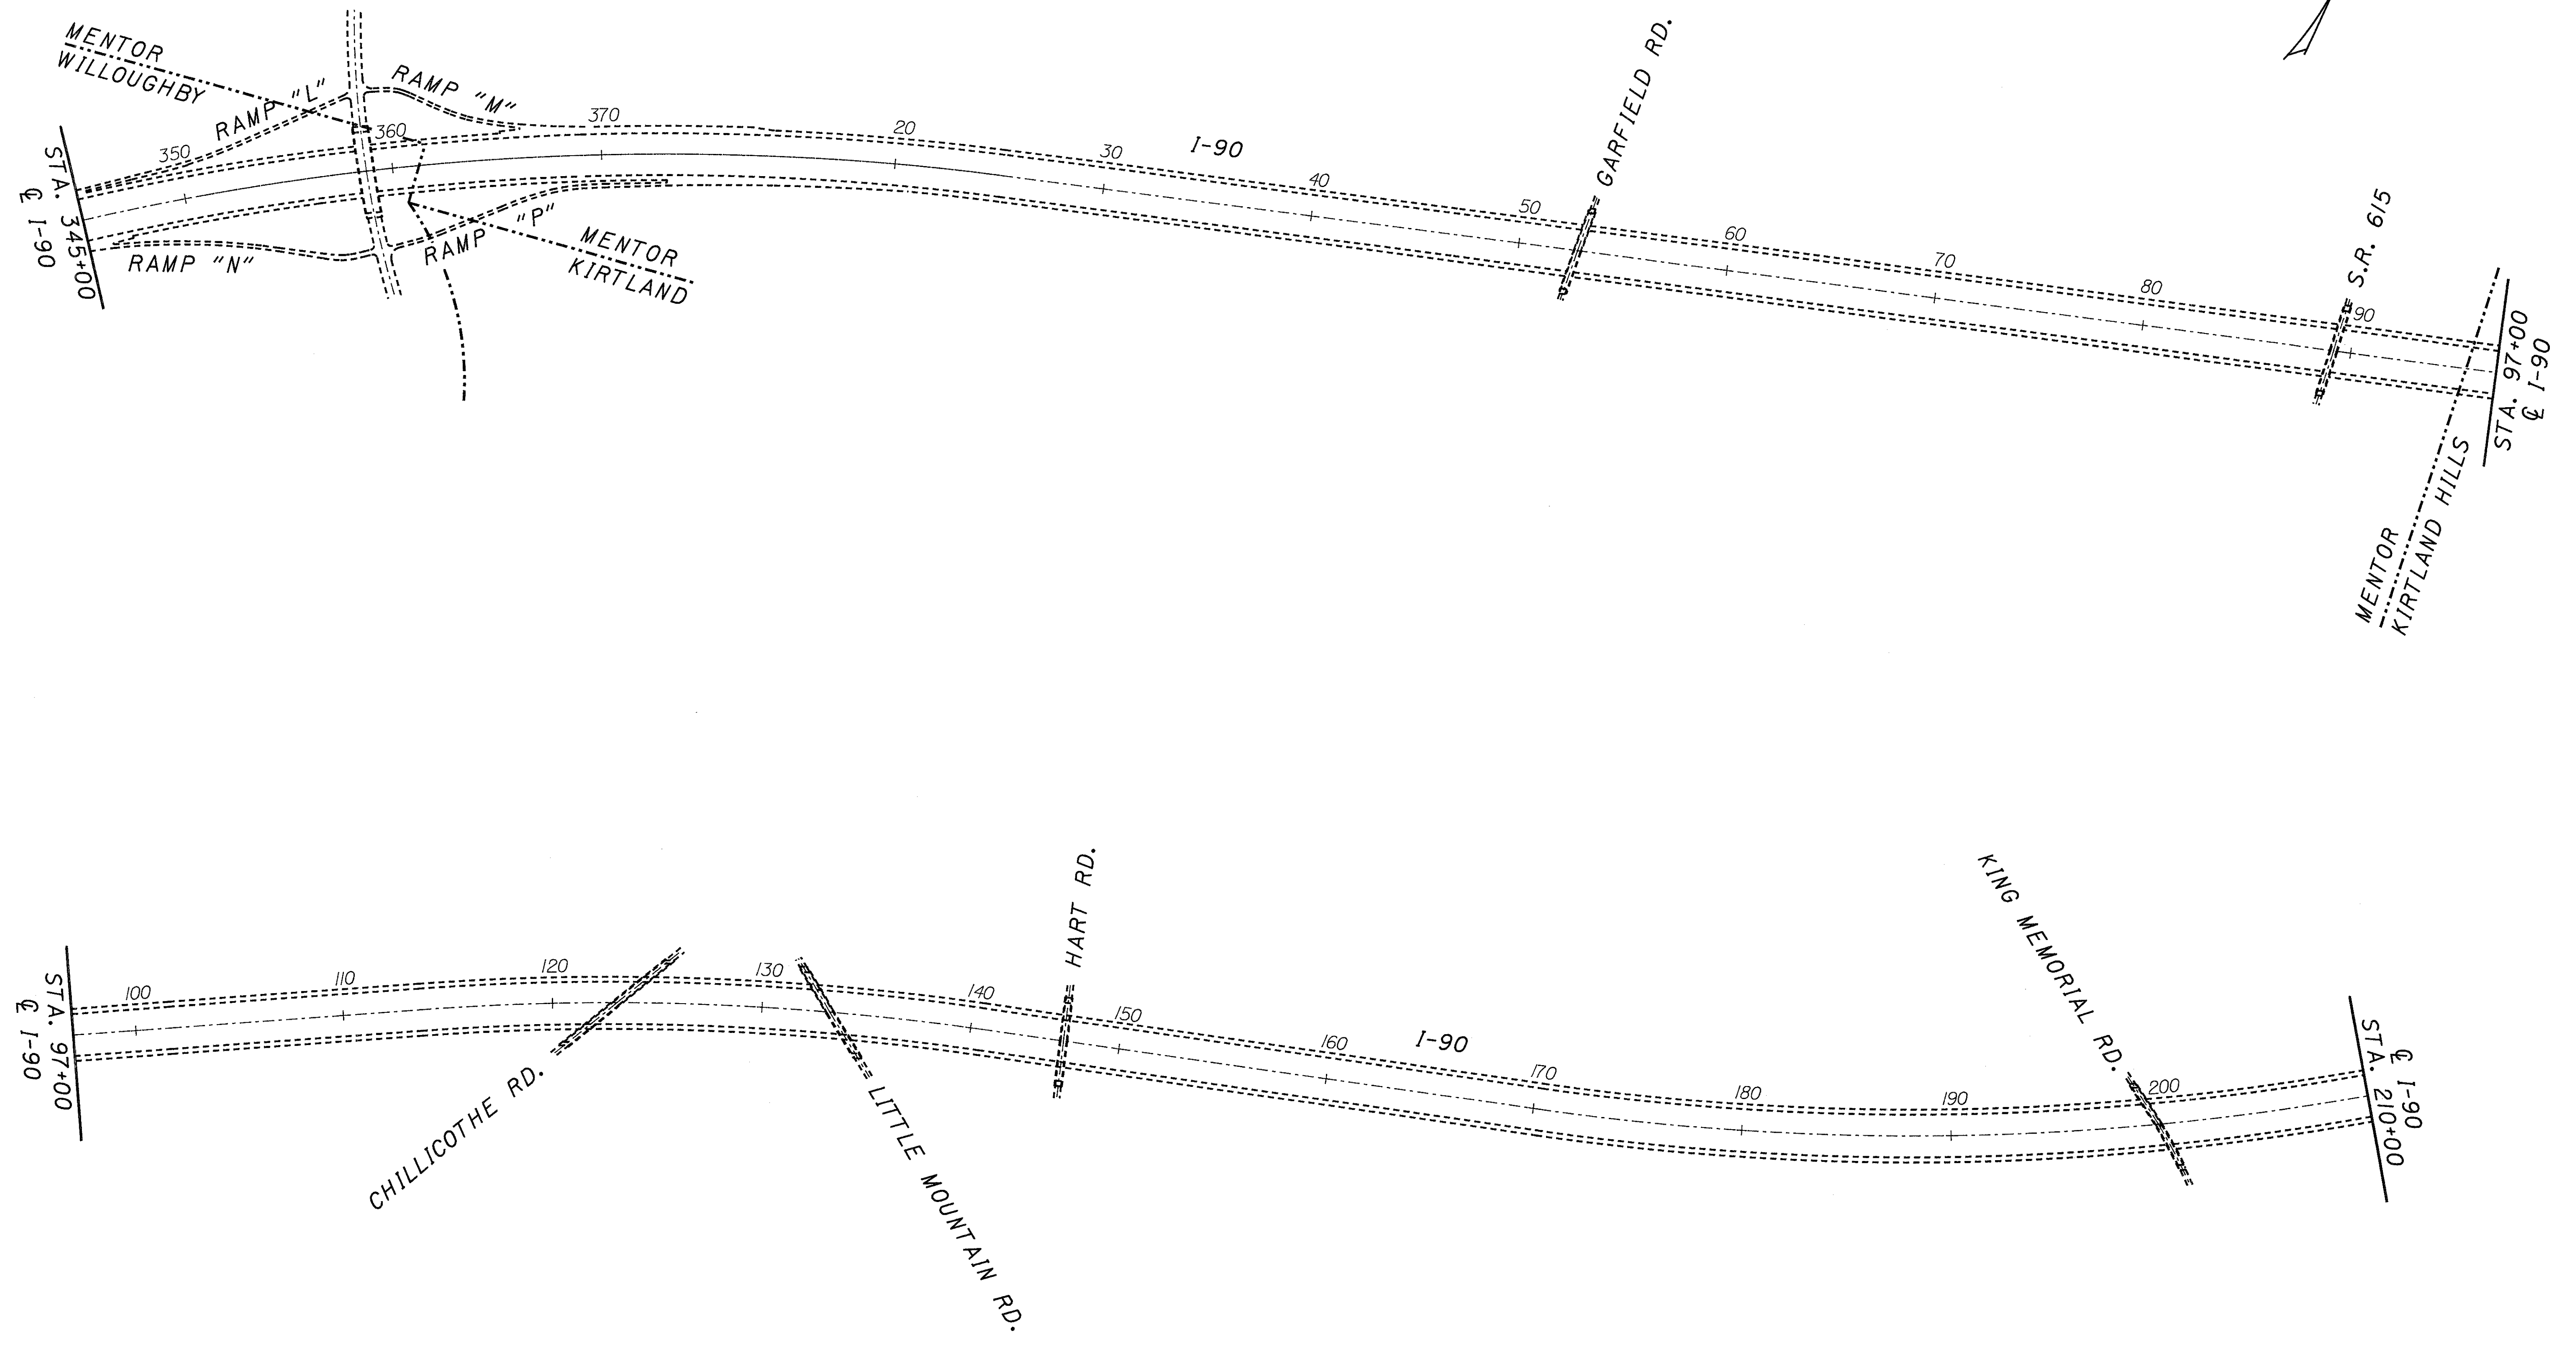 MENTOR
WILLOUGHBY
RAMP "L"
RAMP "M"
350
360
370
20
30
I-90
40
50
GARFIELD RD.
60
70
80
S.R. 615
90
STA. 345+00
℄ I-90
RAMP "N"
RAMP "P"
MENTOR
KIRTLAND
STA. 97+00
℄ I-90
MENTOR
KIRTLAND HILLS
STA. 97+00
℄ I-90
100
110
120
CHILLICOTHE RD.
130
LITTLE MOUNTAIN RD.
140
HART RD.
150
160
I-90
170
180
190
KING MEMORIAL RD.
200
℄ I-90
STA. 210+00